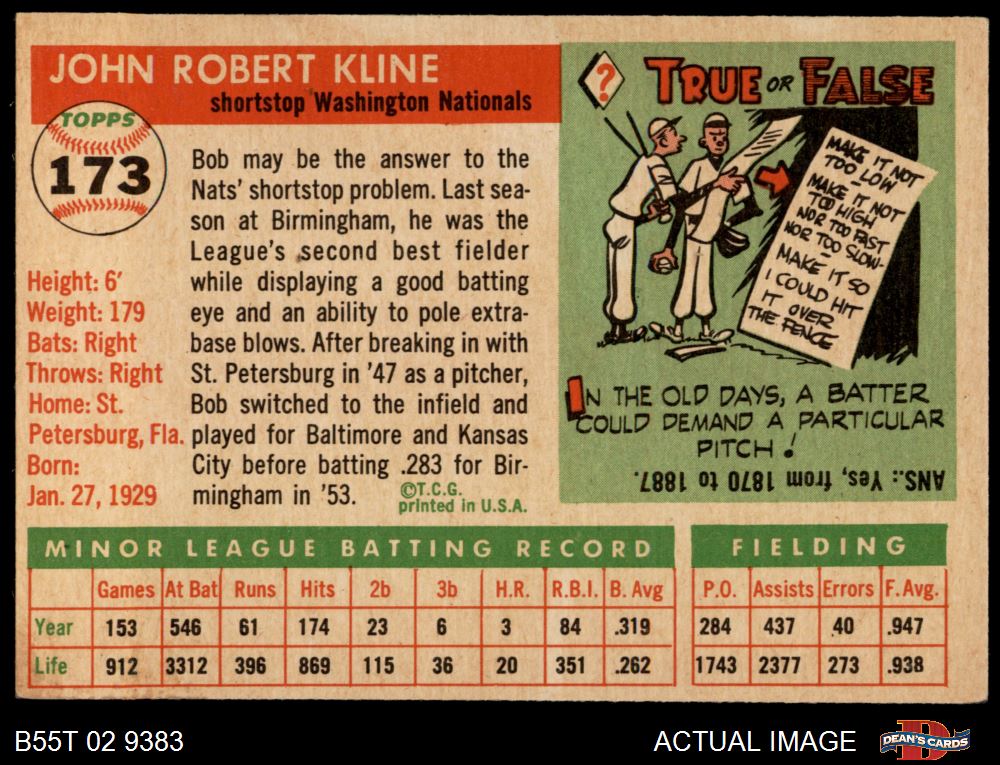 JOHN ROBERT KLINE
shortstop Washington Nationals
TOPPS
173
Height: 6'
Weight: 179
Bats: Right
Throws: Right
Home: St.
Petersburg, Fla.
Born:
Jan. 27, 1929
Bob may be the answer to the
Nats' shortstop problem. Last sea-
son at Birmingham, he was the
League's second best fielder
while displaying a good batting
eye and an ability to pole extra-
base blows. After breaking in with
St. Petersburg in '47 as a pitcher,
Bob switched to the infield and
played for Baltimore and Kansas
City before batting .283 for Bir-
mingham in '53.
©T.C.G.
printed in U.S.A.
?
TRUE OR FALSE
MAKE IT NOT
TOO LOW
—
MAKE IT NOT
TOO HIGH
NOR TOO FAST
NOR TOO SLOW-
MAKE IT SO
I COULD HIT
IT OVER
THE FENCE
IN THE OLD DAYS, A BATTER
COULD DEMAND A PARTICULAR
PITCH!
ANS.: Yes, from 1870 to 1887.
MINOR LEAGUE BATTING RECORD
Games At Bat Runs Hits 2b 3b H.R. R.B.I. B. Avg
Year 153 546 61 174 23 6 3 84 .319
Life 912 3312 396 869 115 36 20 351 .262
FIELDING
P.O. Assists Errors F. Avg.
284 437 40 .947
1743 2377 273 .938
B55T 02 9383
ACTUAL IMAGE
D
DEAN'S CARDS